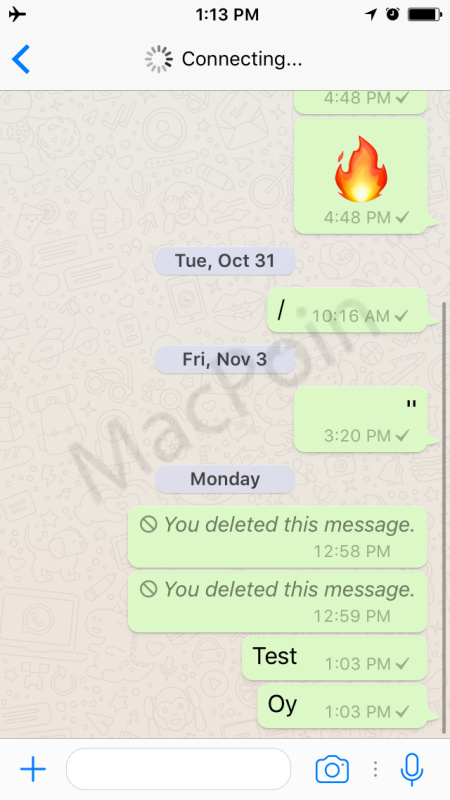 1:13 PM
Connecting...
4:48 PM
4:48 PM
Tue, Oct 31
/ 10:16 AM
Fri, Nov 3
"
3:20 PM
MacPoin
Monday
You deleted this message.
12:58 PM
You deleted this message.
12:59 PM
Test 1:03 PM
Oy 1:03 PM